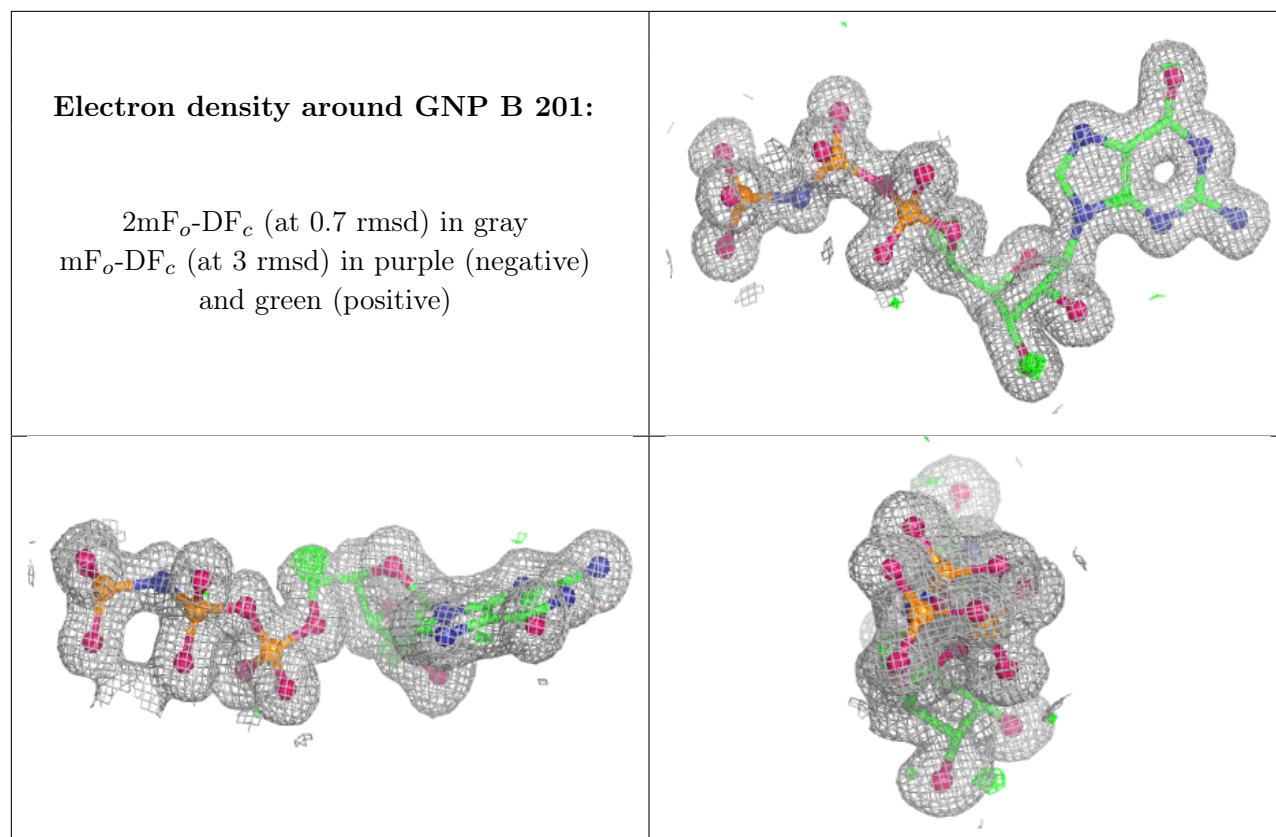 Electron density around GNP B 201:
2mFo-DFc (at 0.7 rmsd) in gray
mFo-DFc (at 3 rmsd) in purple (negative)
and green (positive)